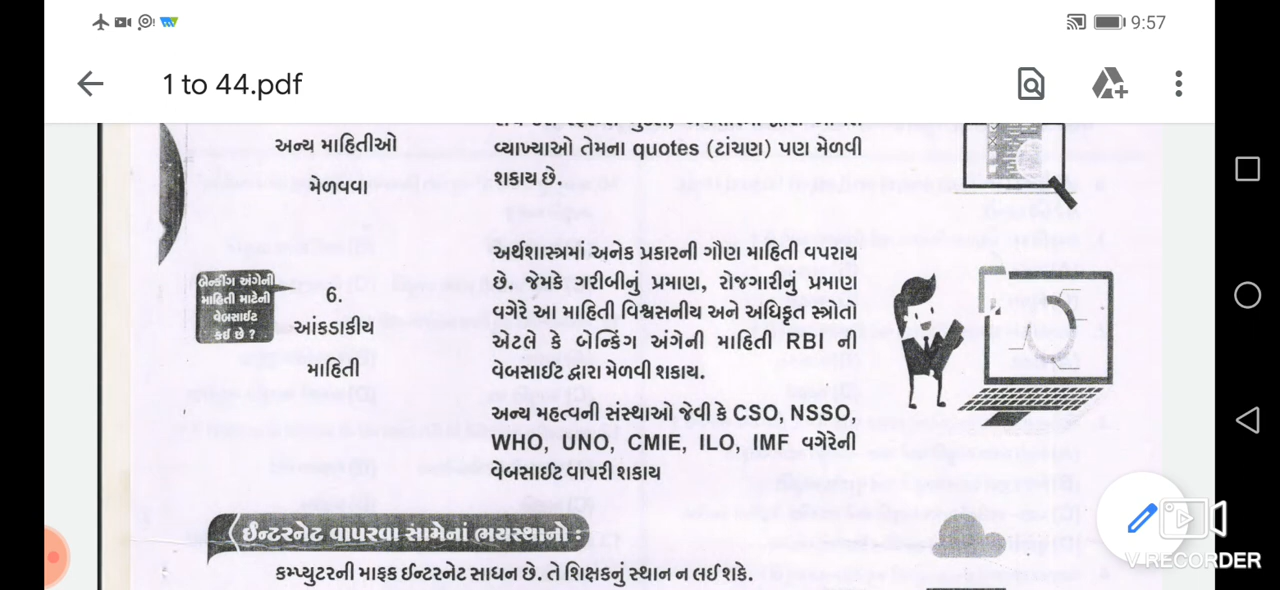 9:57
1 to 44.pdf
અન્ય માહિતીઓ
મેળવવા
વ્યાખ્યાઓ તેમના quotes (ટાંચણ) પણ મેળવી
શકાય છે.
બેન્કિંગ અંગેની
માહિતી માટેની
વેબસાઈટ
કઈ છે ?
6.
આંકડાકીય
માહિતી
અર્થશાસ્ત્રમાં અનેક પ્રકારની ગૌણ માહિતી વપરાય
છે. જેમકે ગરીબીનું પ્રમાણ, રોજગારીનું પ્રમાણ
વગેરે આ માહિતી વિશ્વસનીય અને અધિકૃત સ્ત્રોતો
એટલે કે બેન્કિંગ અંગેની માહિતી RBI ની
વેબસાઈટ દ્વારા મેળવી શકાય.
અન્ય મહત્વની સંસ્થાઓ જેવી કે CSO, NSSO,
WHO, UNO, CMIE, ILO, IMF વગેરેની
વેબસાઈટ વાપરી શકાય
ઈન્ટરનેટ વાપરવા સામેનાં ભયસ્થાનો :
કમ્પ્યુટરની માફક ઈન્ટરનેટ સાધન છે. તે શિક્ષકનું સ્થાન ન લઈ શકે.
V RECORDER